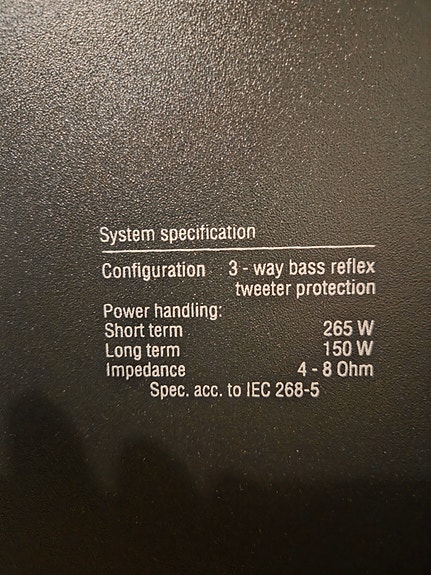 System specification
Configuration 3 - way bass reflex
tweeter protection
Power handling:
Short term 265 W
Long term 150 W
Impedance 4 - 8 Ohm
Spec. acc. to IEC 268-5